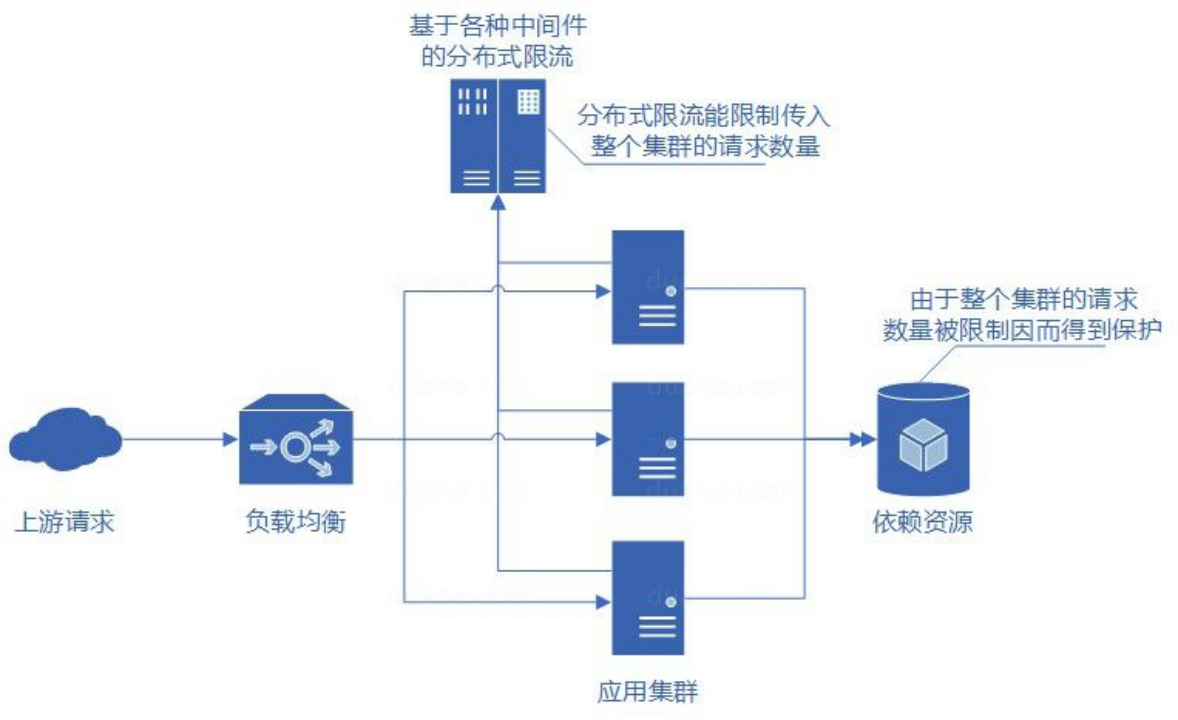 基于各种中间件
的分布式限流
分布式限流能限制传入
整个集群的请求数量
由于整个集群的请求
数量被限制因而得到保护
上游请求
负载均衡
依赖资源
应用集群